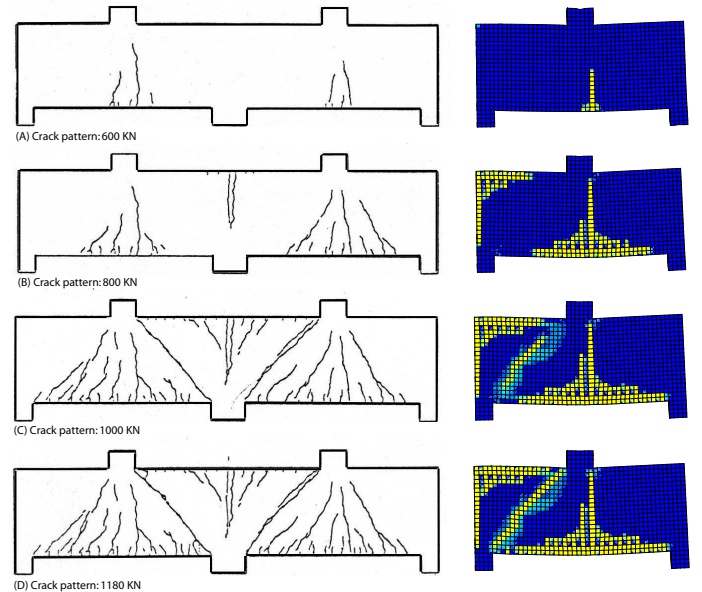 (A) Crack pattern: 600 KN
(B) Crack pattern: 800 KN
(C) Crack pattern: 1000 KN
(D) Crack pattern: 1180 KN